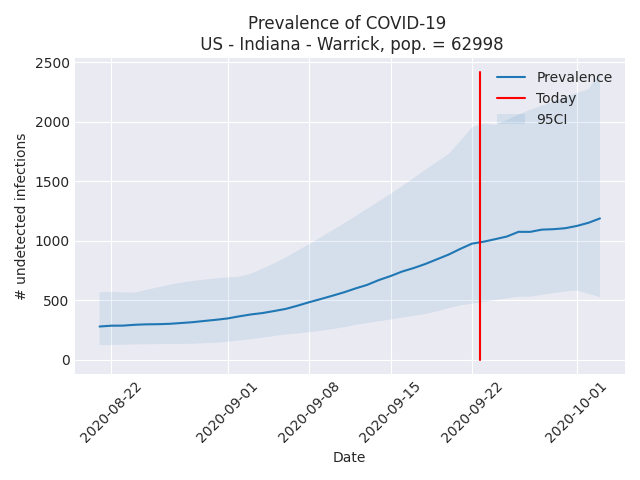 Prevalence of COVID-19
US - Indiana - Warrick, pop. = 62998
2500
2000
1500
1000
500
0
# undetected infections
Prevalence
Today
95CI
2020-08-22
2020-09-01
2020-09-08
2020-09-15
2020-09-22
2020-10-01
Date